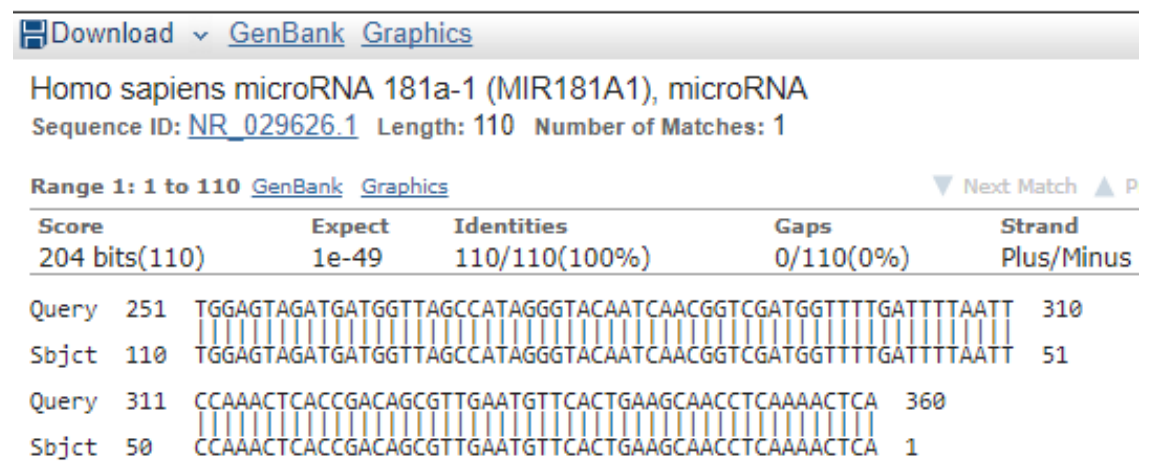 Download GenBank Graphics
Homo sapiens microRNA 181a-1 (MIR181A1), microRNA
Sequence ID: NR_029626.1 Length: 110 Number of Matches: 1
Range 1: 1 to 110 GenBank Graphics ▼ Next Match ▲ P
Score Expect Identities Gaps Strand
204 bits(110) 1e-49 110/110(100%) 0/110(0%) Plus/Minus
Query 251 TGGAGTAGATGATGGTTAGCCATAGGGTACAATCAACGGTCGATGGTTTTGATTTTAATT 310
||||||||||||||||||||||||||||||||||||||||||||||||||||||||||||
Sbjct 110 TGGAGTAGATGATGGTTAGCCATAGGGTACAATCAACGGTCGATGGTTTTGATTTTAATT 51
Query 311 CCAAACTCACCGACAGCGTTGAATGTTCACTGAAGCAACCTCAAAACTCA 360
||||||||||||||||||||||||||||||||||||||||||||||||||
Sbjct 50 CCAAACTCACCGACAGCGTTGAATGTTCACTGAAGCAACCTCAAAACTCA 1